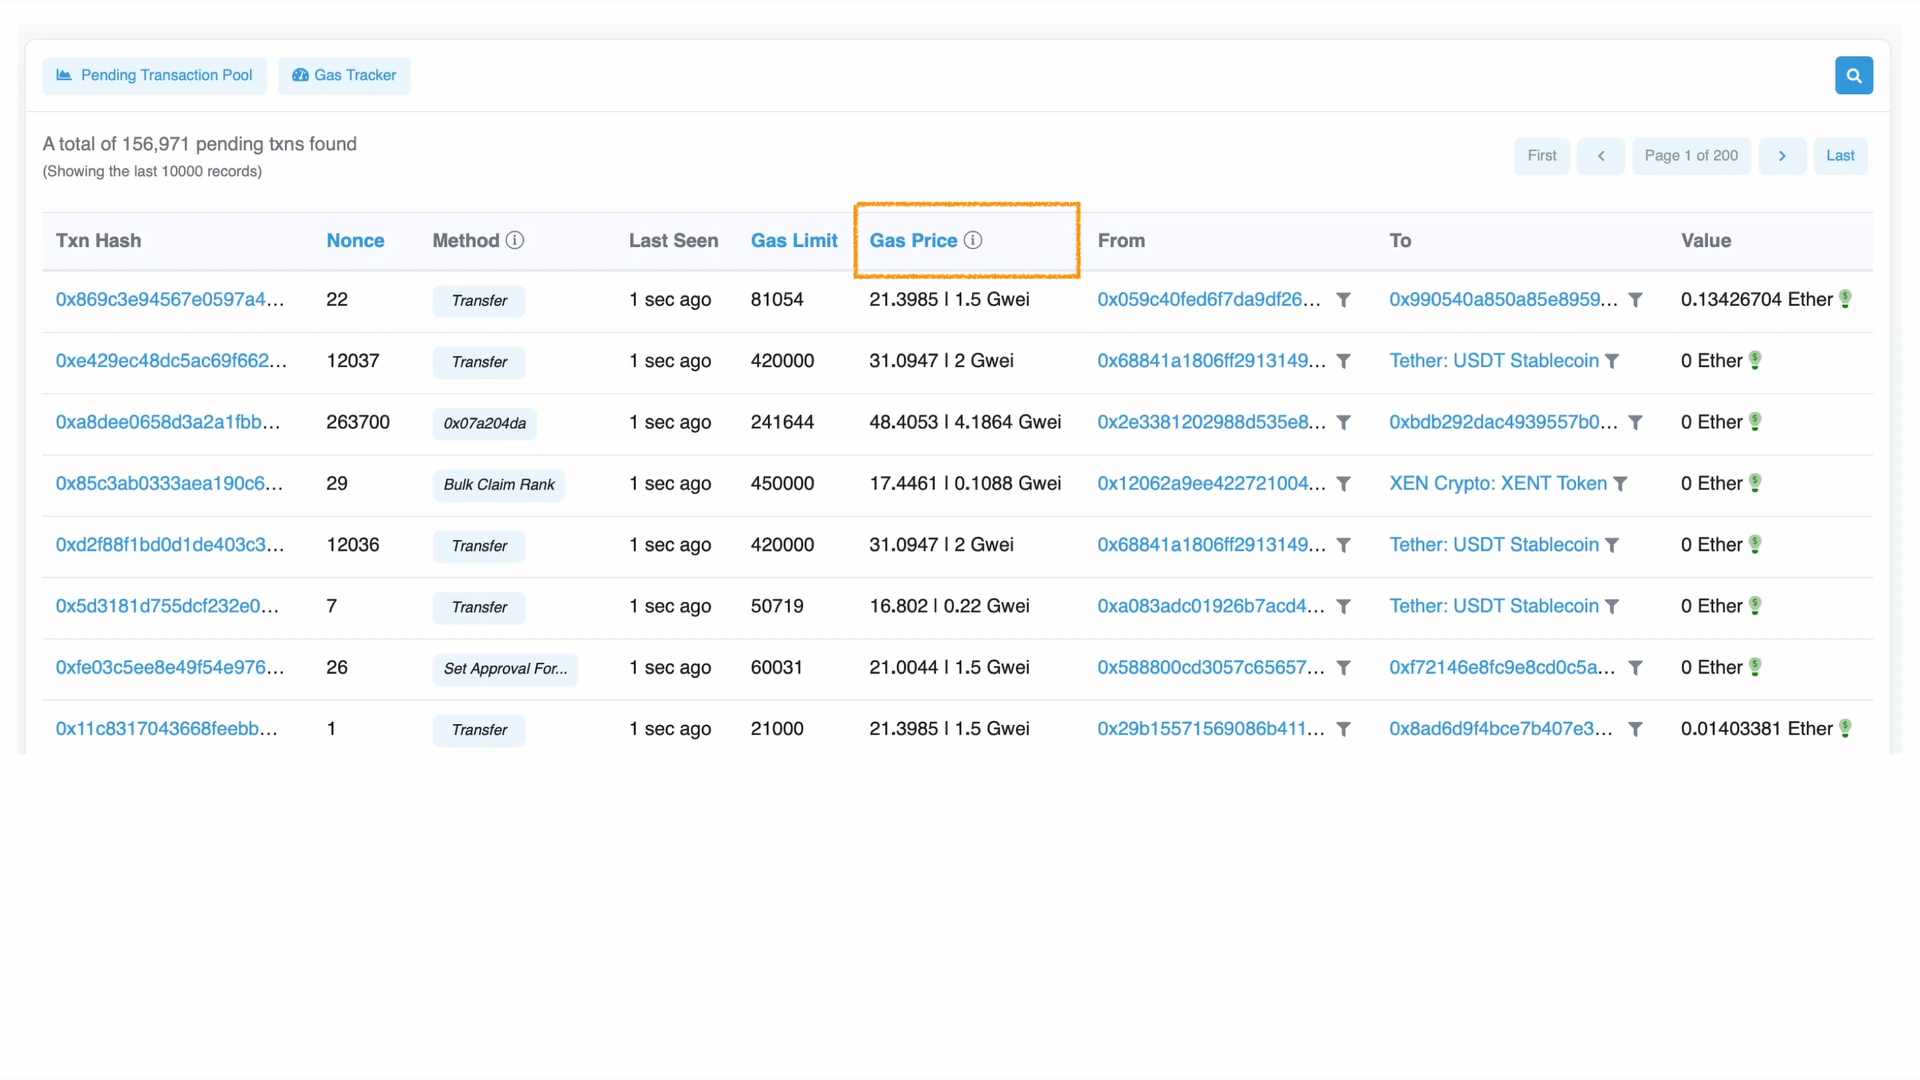 Pending Transaction Pool Gas Tracker
A total of 156,971 pending txns found
(Showing the last 10000 records)
First Page 1 of 200 Last
Txn Hash Nonce Method Last Seen Gas Limit Gas Price From To Value
0x869c3e94567e0597a4... 22 Transfer 1 sec ago 81054 21.3985 | 1.5 Gwei 0x059c40fed6f7da9df26... 0x990540a850a85e8959... 0.13426704 Ether
0xe429ec48dc5ac69f662... 12037 Transfer 1 sec ago 420000 31.0947 | 2 Gwei 0x68841a1806ff2913149... Tether: USDT Stablecoin 0 Ether
0xa8dee0658d3a2a1fbb... 263700 0x07a204da 1 sec ago 241644 48.4053 | 4.1864 Gwei 0x2e3381202988d535e8... 0xbdb292dac4939557b0... 0 Ether
0x85c3ab0333aea190c6... 29 Bulk Claim Rank 1 sec ago 450000 17.4461 | 0.1088 Gwei 0x12062a9ee422721004... XEN Crypto: XENT Token 0 Ether
0xd2f88f1bd0d1de403c3... 12036 Transfer 1 sec ago 420000 31.0947 | 2 Gwei 0x68841a1806ff2913149... Tether: USDT Stablecoin 0 Ether
0x5d3181d755dcf232e0... 7 Transfer 1 sec ago 50719 16.802 | 0.22 Gwei 0xa083adc01926b7acd4... Tether: USDT Stablecoin 0 Ether
0xfe03c5ee8e49f54e976... 26 Set Approval For... 1 sec ago 60031 21.0044 | 1.5 Gwei 0x588800cd3057c65657... 0xf72146e8fc9e8cd0c5a... 0 Ether
0x11c8317043668feebb... 1 Transfer 1 sec ago 21000 21.3985 | 1.5 Gwei 0x29b15571569086b411... 0x8ad6d9f4bce7b407e3... 0.01403381 Ether